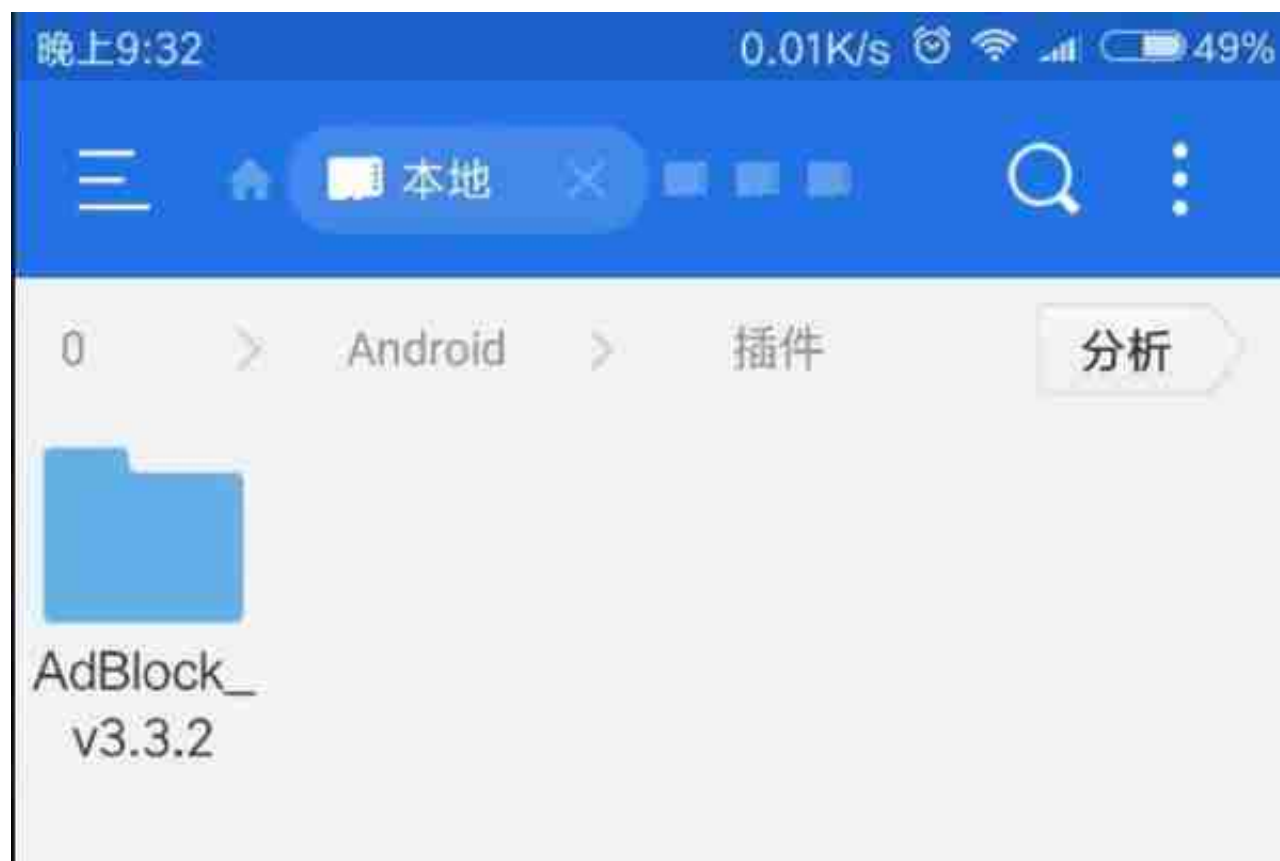 晚上9:32 0.01K/s 49%
本地
0 > Android > 插件 分析
AdBlock_
v3.3.2